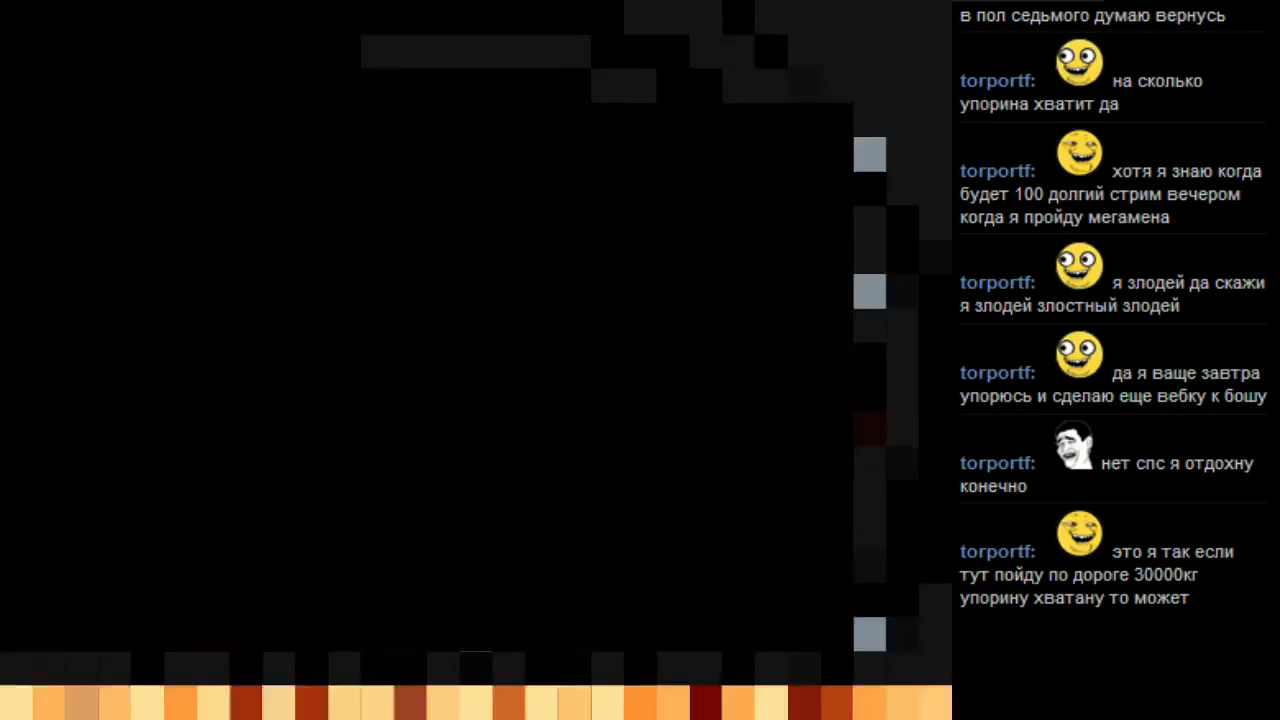 в пол седьмого думаю вернусь
torportf: на сколько
упорина хватит да
torportf: хотя я знаю когда
будет 100 долгий стрим вечером
когда я пройду мегамена
torportf: я злодей да скажи
я злодей злостный злодей
torportf: да я ваще завтра
упорюсь и сделаю еще вебку к бошу
torportf: нет спс я отдохну
конечно
torportf: это я так если
тут пойду по дороге 30000кг
упорину хватану то может